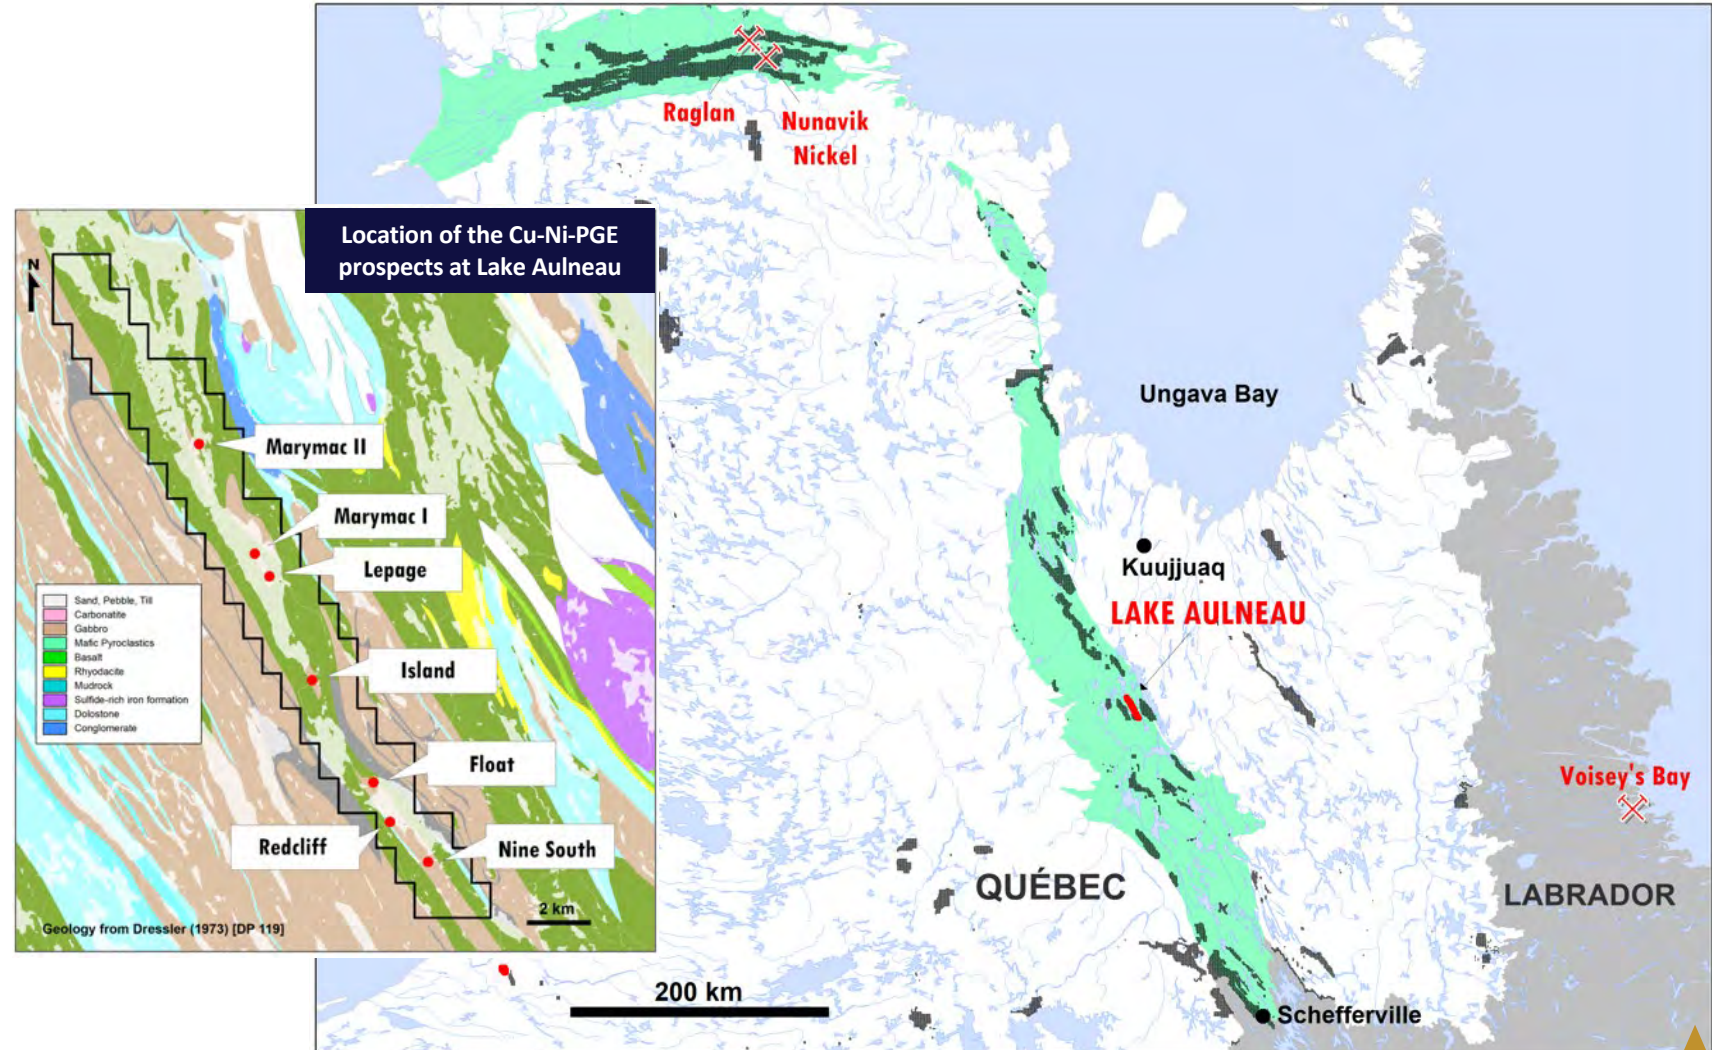 Raglan
Nunavik
Nickel
Location of the Cu-Ni-PGE
prospects at Lake Aulneau
N
Marymac II
Marymac I
Lepage
Sand, Pebble, Till
Carbonatite
Gabbro
Mafic Pyroclastics
Basalt
Rhyodacite
Mudrock
Sulfide-rich iron formation
Dolostone
Conglomerate
Island
Float
Redcliff
Nine South
2 km
Geology from Dressler (1973) [DP 119]
Ungava Bay
Kuujjuaq
LAKE AULNEAU
Voisey's Bay
QUÉBEC
LABRADOR
200 km
Schefferville